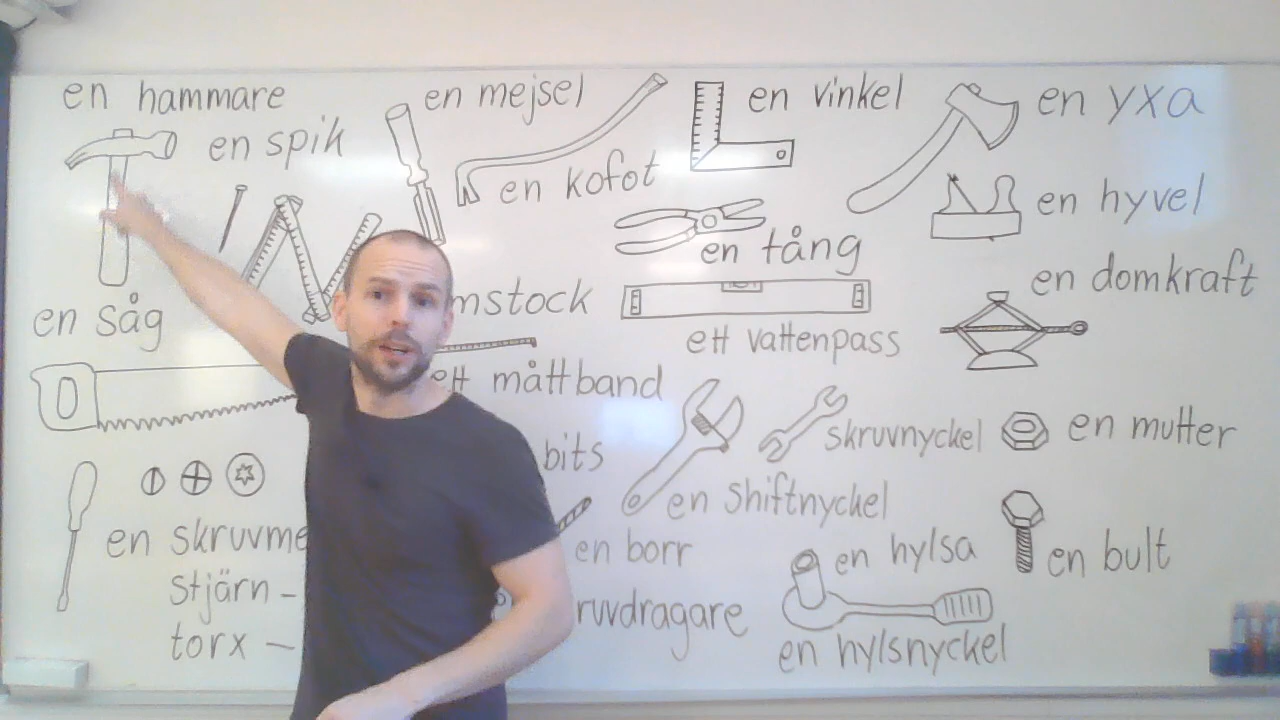 en hammare
en spik
en mejsel
en kofot
en vinkel
en yxa
en hyvel
en tång
en domkraft
en såg
mstock
ett vattenpass
ett måttband
bits
skruvnyckel
en mutter
en shiftnyckel
en skruvme
stjärn -
torx -
en borr
en hylsa
en bult
ruvdragare
en hylsnyckel